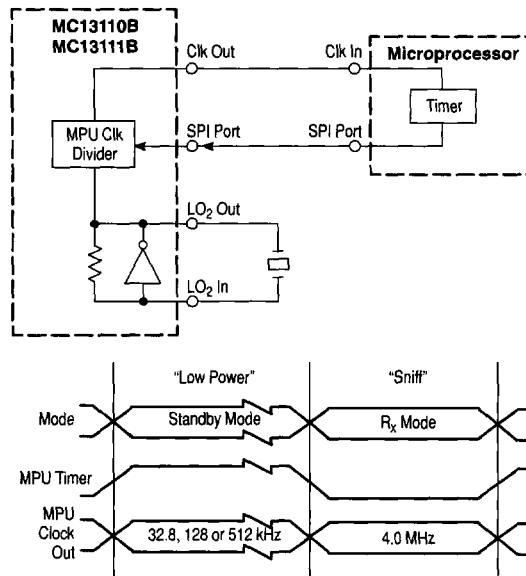 MC13110B
MC13111B
Clk Out
Clk In
Microprocessor
Timer
MPU Clk
Divider
SPI Port
SPI Port
LO2 Out
LO2 In
"Low Power"
"Sniff"
Mode
Standby Mode
Rx Mode
MPU Timer
MPU
Clock
Out
32.8, 128 or 512 kHz
4.0 MHz